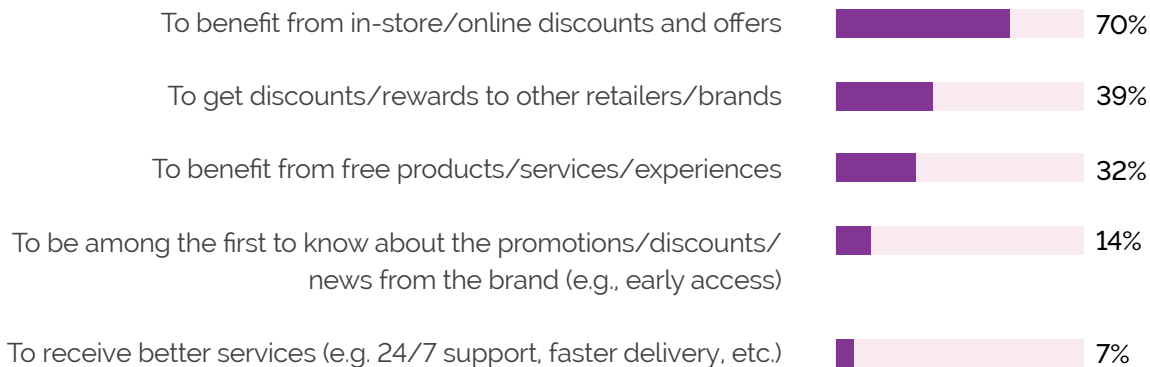 To benefit from in-store/online discounts and offers 70%
To get discounts/rewards to other retailers/brands 39%
To benefit from free products/services/experiences 32%
To be among the first to know about the promotions/discounts/ 14%
news from the brand (e.g., early access)
To receive better services (e.g. 24/7 support, faster delivery, etc.) 7%